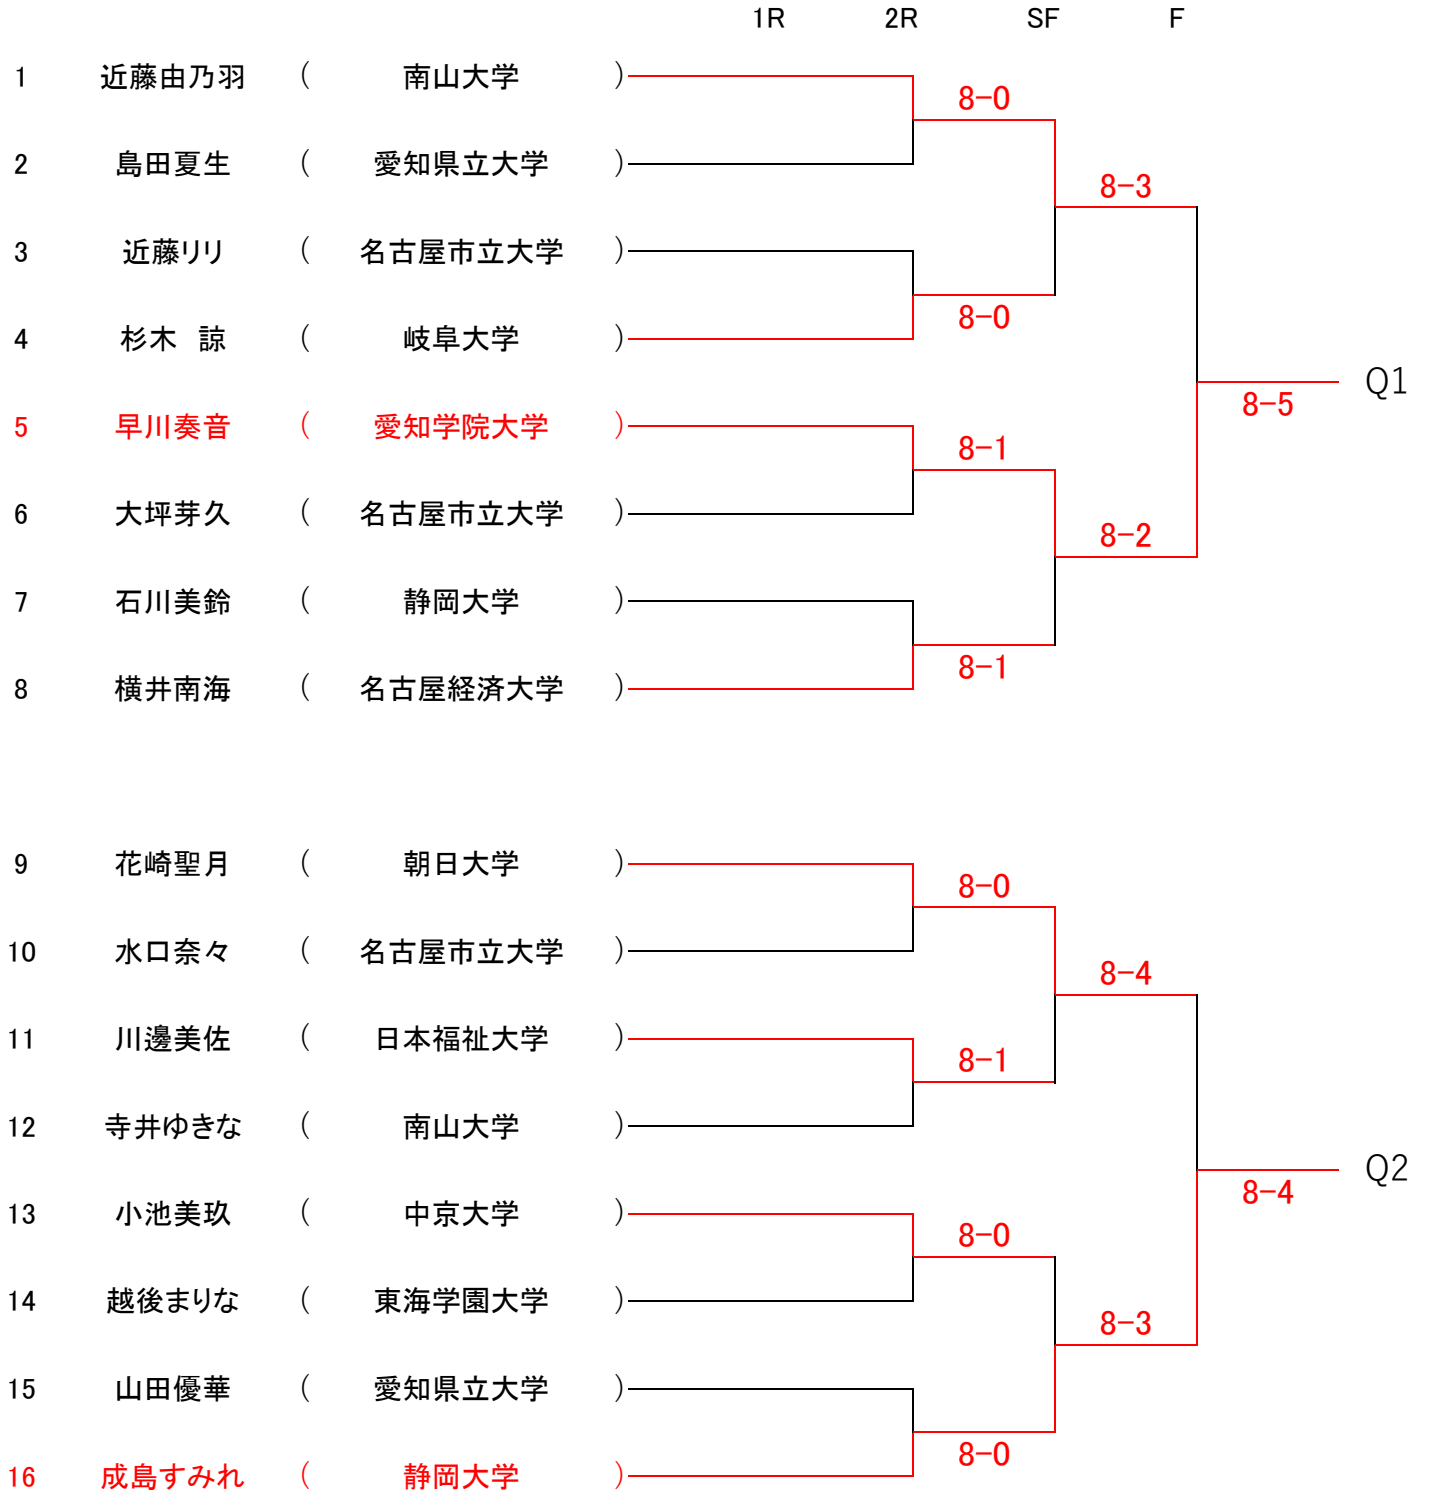 1R 2R SF F
1 近藤由乃羽 ( 南山大学 )
8-0
2 島田夏生 ( 愛知県立大学 )
8-3
3 近藤リリ ( 名古屋市立大学 )
8-0
4 杉木 諒 ( 岐阜大学 )
Q1
8-5
5 早川奏音 ( 愛知学院大学 )
8-1
6 大坪芽久 ( 名古屋市立大学 )
8-2
7 石川美鈴 ( 静岡大学 )
8-1
8 横井南海 ( 名古屋経済大学 )
9 花崎聖月 ( 朝日大学 )
8-0
10 水口奈々 ( 名古屋市立大学 )
8-4
11 川邊美佐 ( 日本福祉大学 )
8-1
12 寺井ゆきな ( 南山大学 )
Q2
8-4
13 小池美玖 ( 中京大学 )
8-0
14 越後まりな ( 東海学園大学 )
8-3
15 山田優華 ( 愛知県立大学 )
8-0
16 成島すみれ ( 静岡大学 )